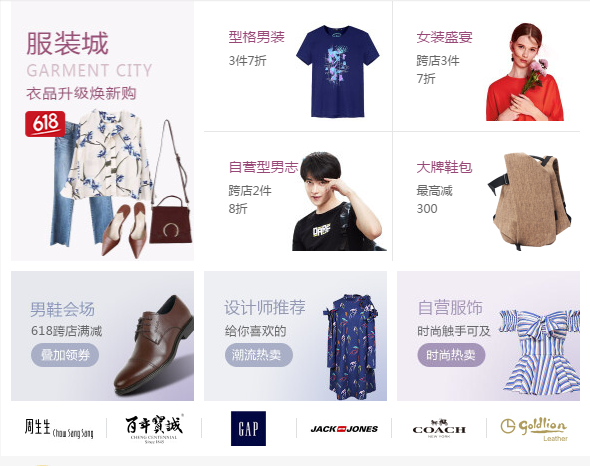 服装城
GARMENT CITY
衣品升级焕新购
618
型格男装
3件7折
女装盛宴
跨店3件
7折
自营型男志
跨店2件
8折
大牌鞋包
最高减
300
男鞋会场
618跨店满减
叠加领券
设计师推荐
给你喜欢的
潮流热卖
自营服饰
时尚触手可及
时尚热卖
周生生 Chow Sang Sang
百年寶誠
CHENG CENTENNIAL
Since 1865
GAP
JACK JONES
COACH
NEW YORK
goldlion
Leather